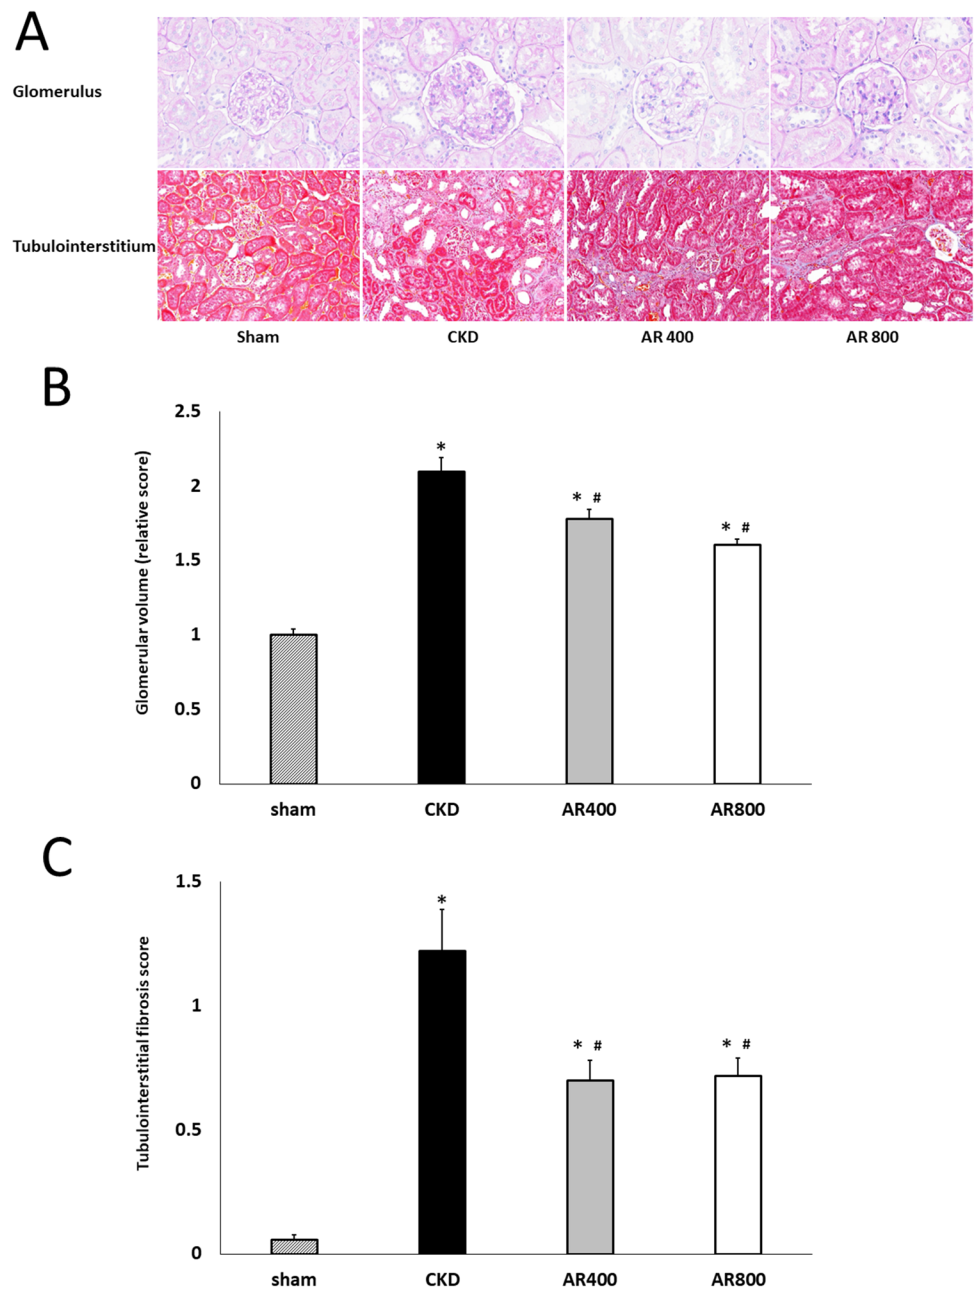 A
Glomerulus
Tubulointerstitium
Sham CKD AR 400 AR 800
B
Glomerular volume (relative score)
2.5
2
1.5
1
0.5
0
*
* #
* #
sham CKD AR400 AR800
C
Tubulointerstitial fibrosis score
1.5
1
0.5
0
*
* #
* #
sham CKD AR400 AR800